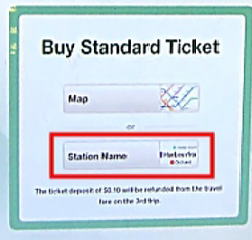 Buy Standard Ticket
Map
or
Station Name
The ticket deposit of $0.10 will be refunded from the travel
fare on the 3rd trip.